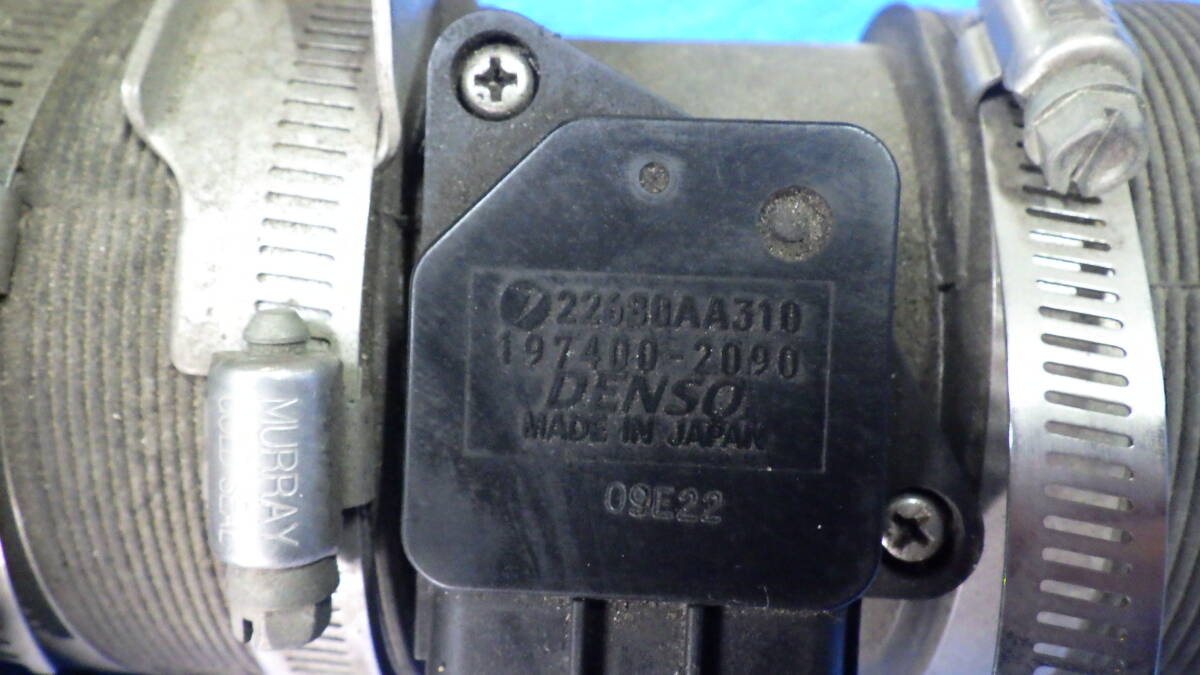 22680AA310
197400-2090
DENSO
MADE IN JAPAN
09E22
MURRAY